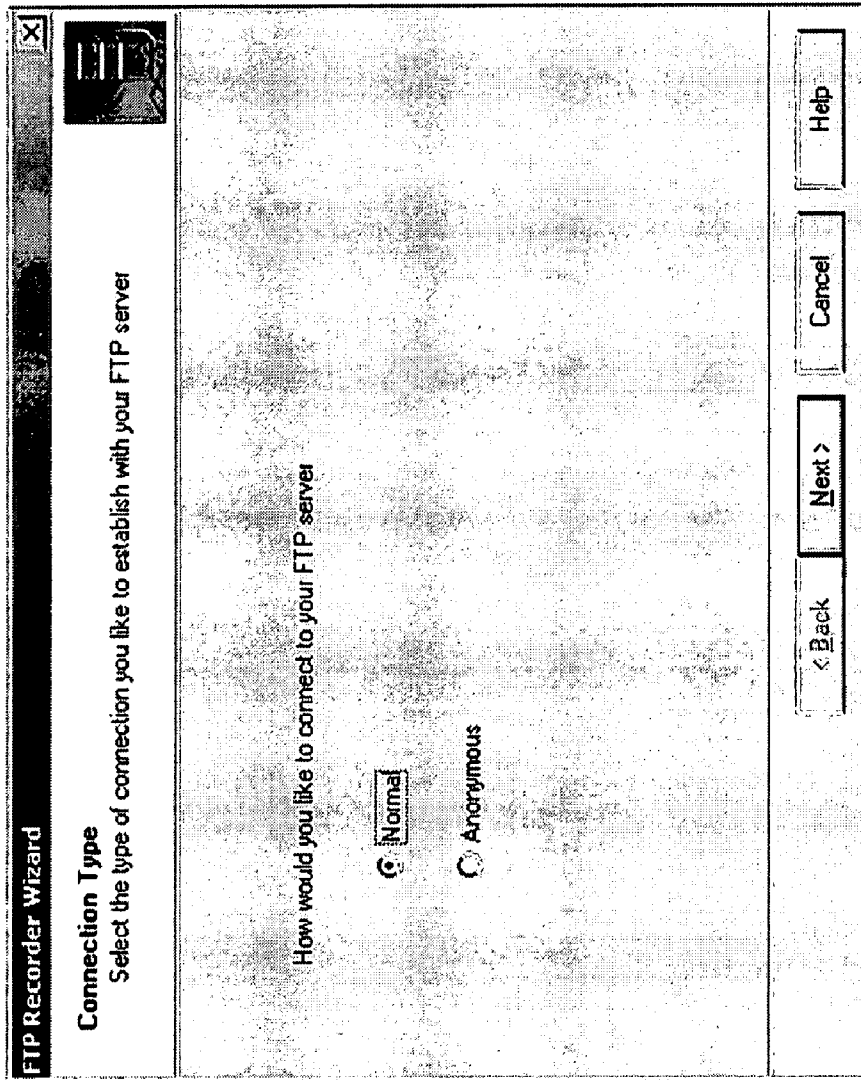 FTP Recorder Wizard
Connection Type
Select the type of connection you like to establish with your FTP server
How would you like to connect to your FTP server
Normal
Anonymous
< Back
Next >
Cancel
Help